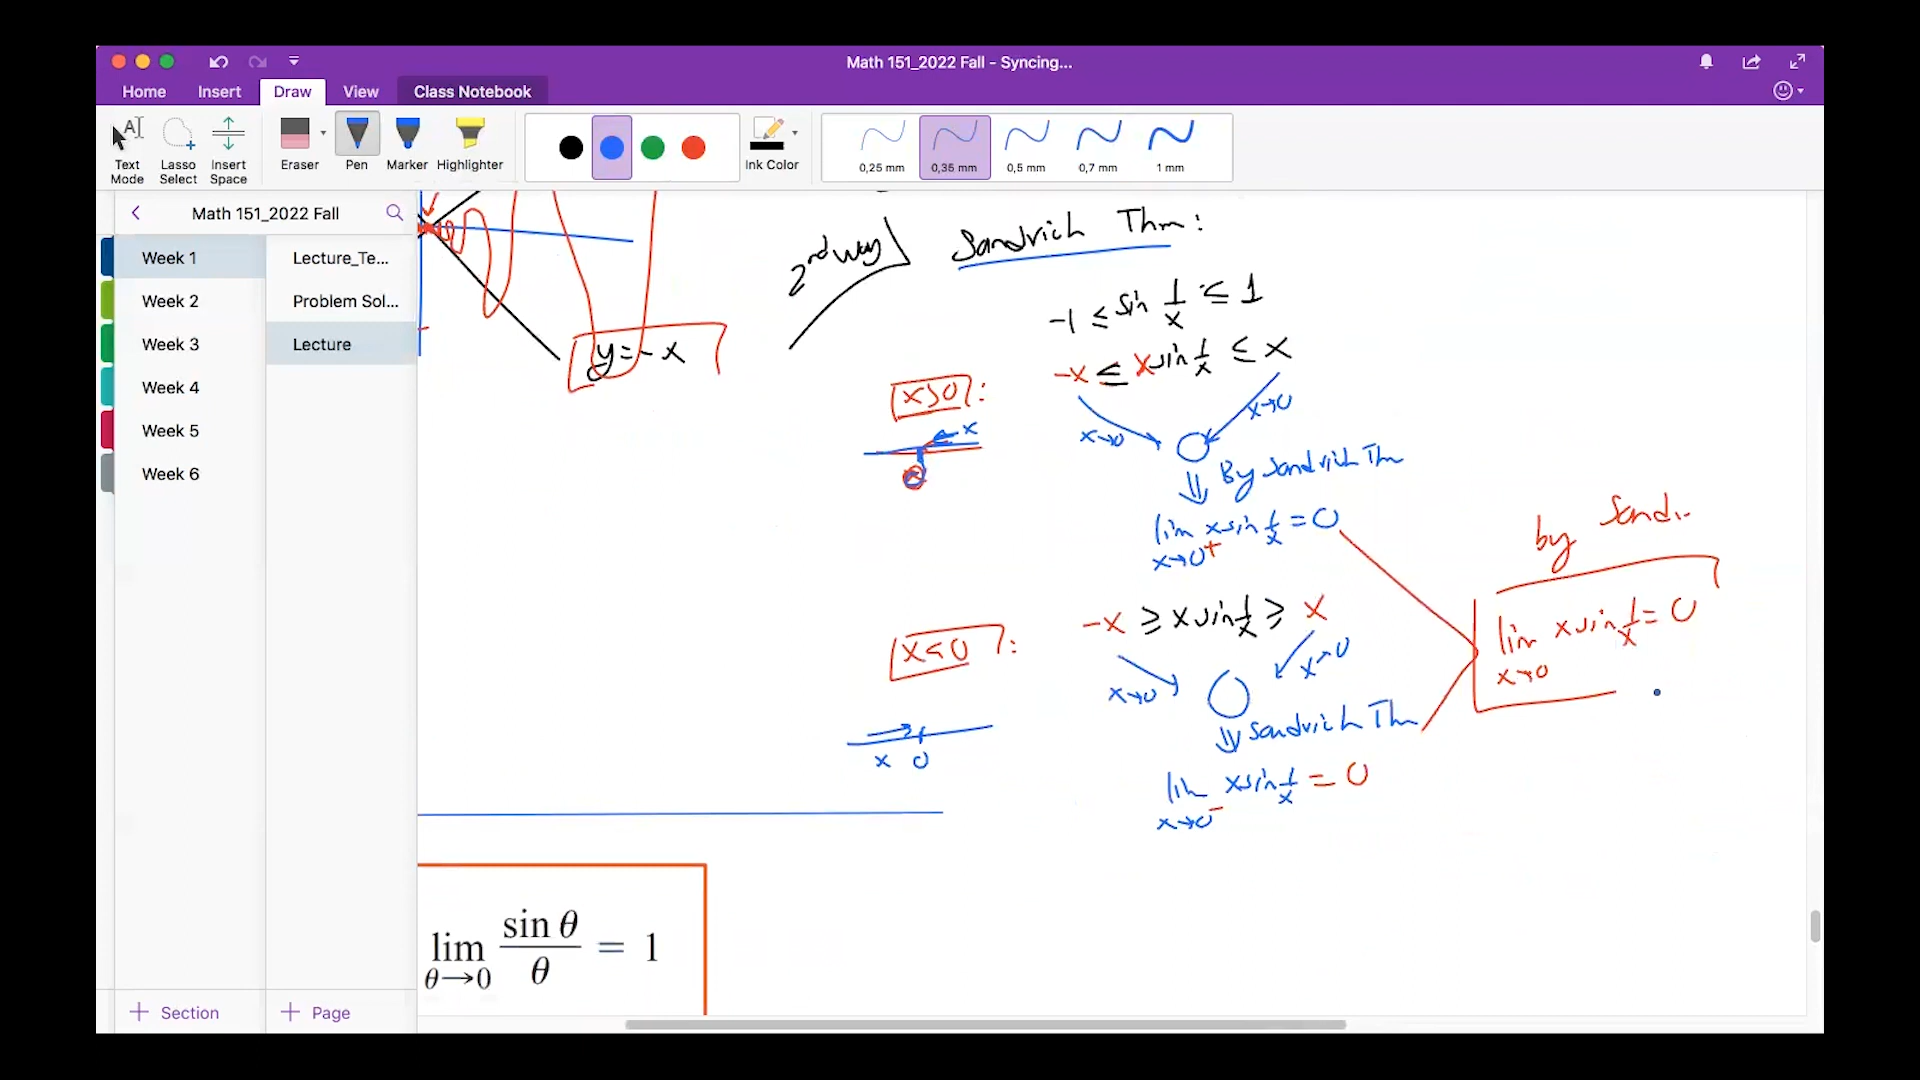 Math 151_2022 Fall - Syncing...
Home Insert Draw View Class Notebook
Text Mode
Lasso Select
Insert Space
Eraser
Pen
Marker
Highlighter
Ink Color
0,25 mm
0,35 mm
0,5 mm
0,7 mm
1 mm
Math 151_2022 Fall
Week 1
Week 2
Week 3
Week 4
Week 5
Week 6
Lecture_Te...
Problem Sol...
Lecture
+ Section
+ Page
y = - x
2nd way
Sandwich Thm:
-1 ≤ sin 1/x ≤ 1
x>0:
-x ≤ x sin 1/x ≤ x
x→0
x→0
x
0
By Sandwich Thm
lim x→0+ x sin 1/x = 0
x<0:
-x ≥ x sin 1/x ≥ x
x→0
x→0
x 0
Sandwich Thm
lim x→0- x sin 1/x = 0
by Sand..
lim x→0 x sin 1/x = 0
lim θ→0 sin θ/θ = 1